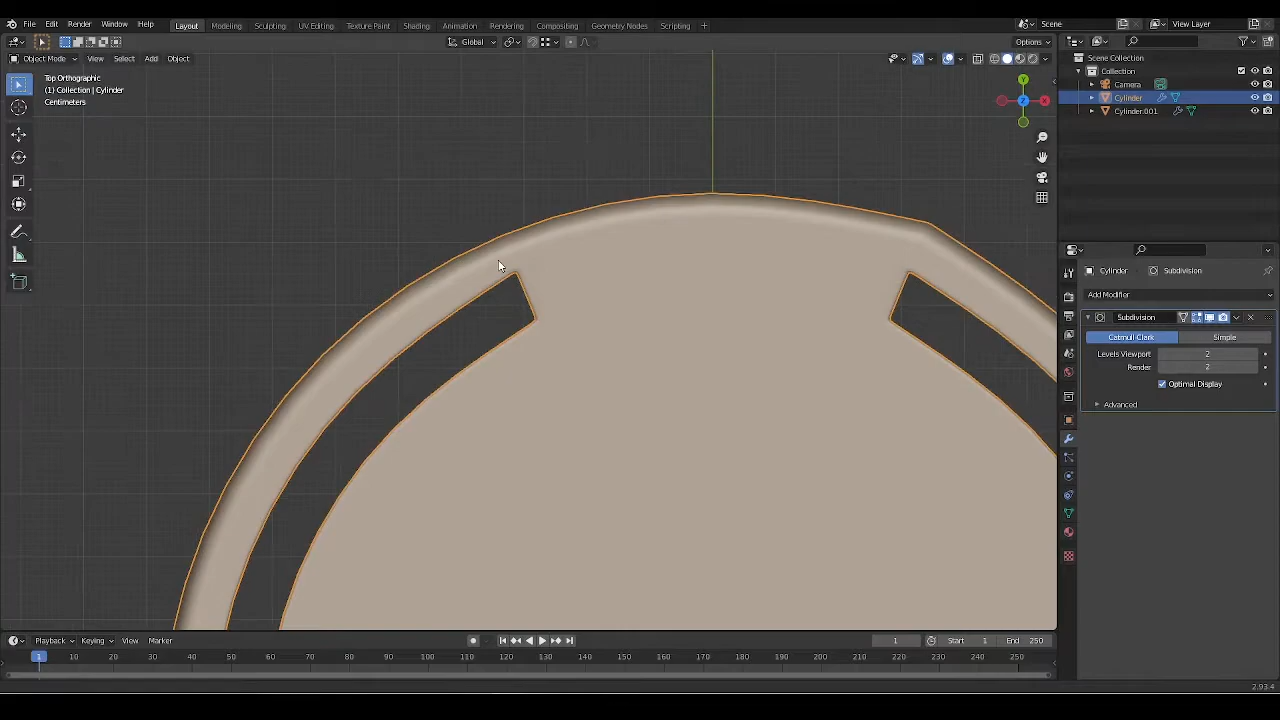 File Edit Render Window Help Layout Modeling Sculpting UV Editing Texture Paint Shading Animation Rendering Compositing Geometry Nodes Scripting + Scene View Layer
Global Options
Object Mode View Select Add Object
Top Orthographic
(1) Collection | Cylinder
Centimeters
Y
Z X
Scene Collection
Collection
Camera
Cylinder
Cylinder.001
Cylinder > Subdivision
Add Modifier
Subdivision
Catmull Clark Simple
Levels Viewport 2
Render 2
Optimal Display
Advanced
Playback Keying View Marker 1 Start 1 End 250
1 10 20 30 40 50 60 70 80 90 100 110 120 130 140 150 160 170 180 190 200 210 220 230 240 250
2.93.4